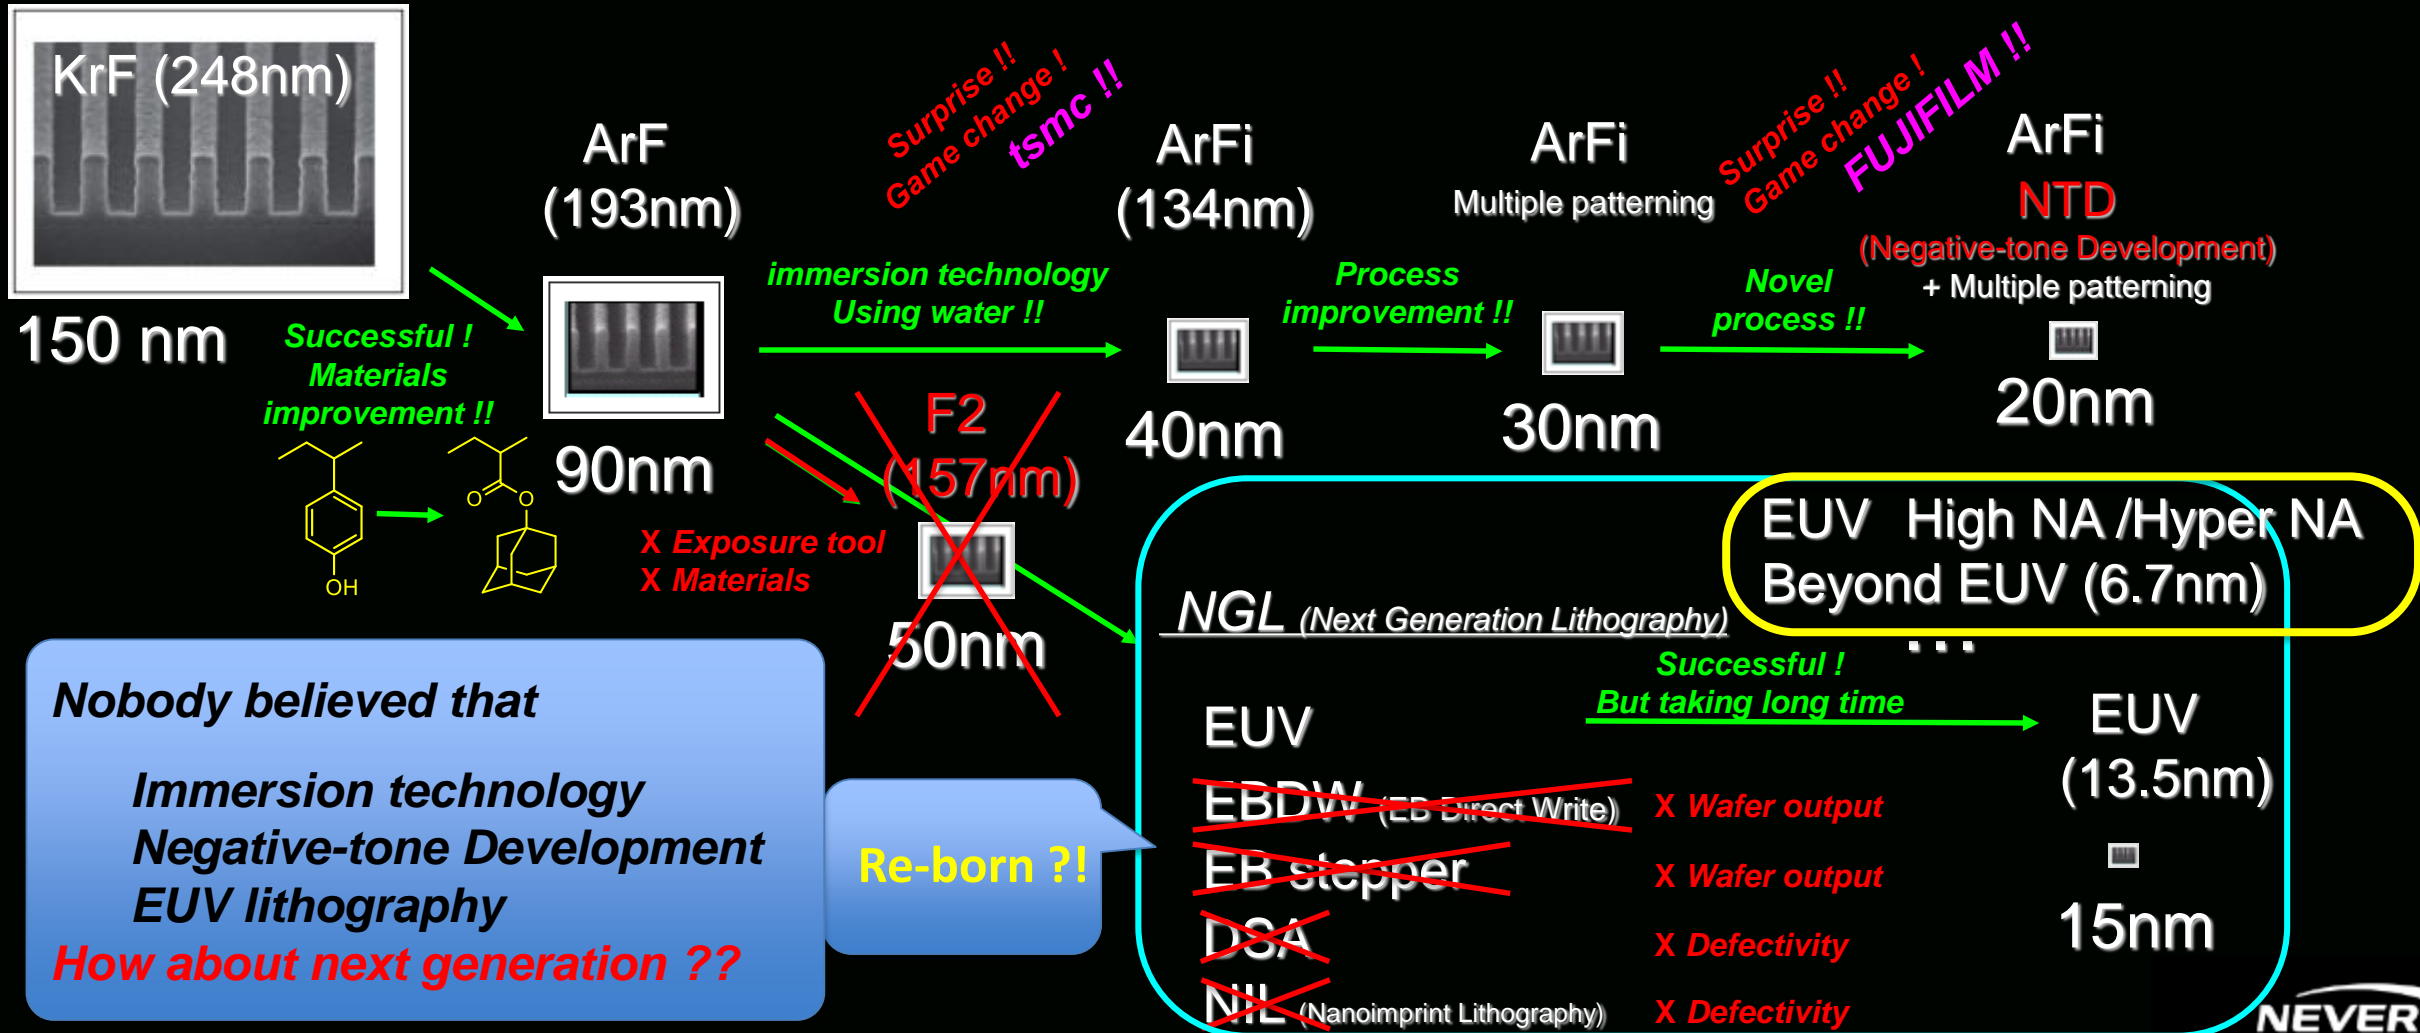 KrF (248nm)
150 nm
Successful !
Materials
improvement !!
OH
O
O
ArF
(193nm)
90nm
Surprise !!
Game change !
tsmc !!
immersion technology
Using water !!
F2
(157nm)
50nm
X Exposure tool
X Materials
ArFi
(134nm)
40nm
Process
improvement !!
ArFi
Multiple patterning
30nm
Surprise !!
Game change !
FUJIFILM !!
Novel
process !!
ArFi
NTD
(Negative-tone Development)
+ Multiple patterning
20nm
EUV High NA /Hyper NA
Beyond EUV (6.7nm)
...
NGL (Next Generation Lithography)
Successful !
But taking long time
EUV
EUV
(13.5nm)
15nm
EBDW (EB Direct Write)
X Wafer output
EB stepper
X Wafer output
DSA
X Defectivity
NIL (Nanoimprint Lithography)
X Defectivity
Nobody believed that
Immersion technology
Negative-tone Development
EUV lithography
How about next generation ??
Re-born ?!
NEVER